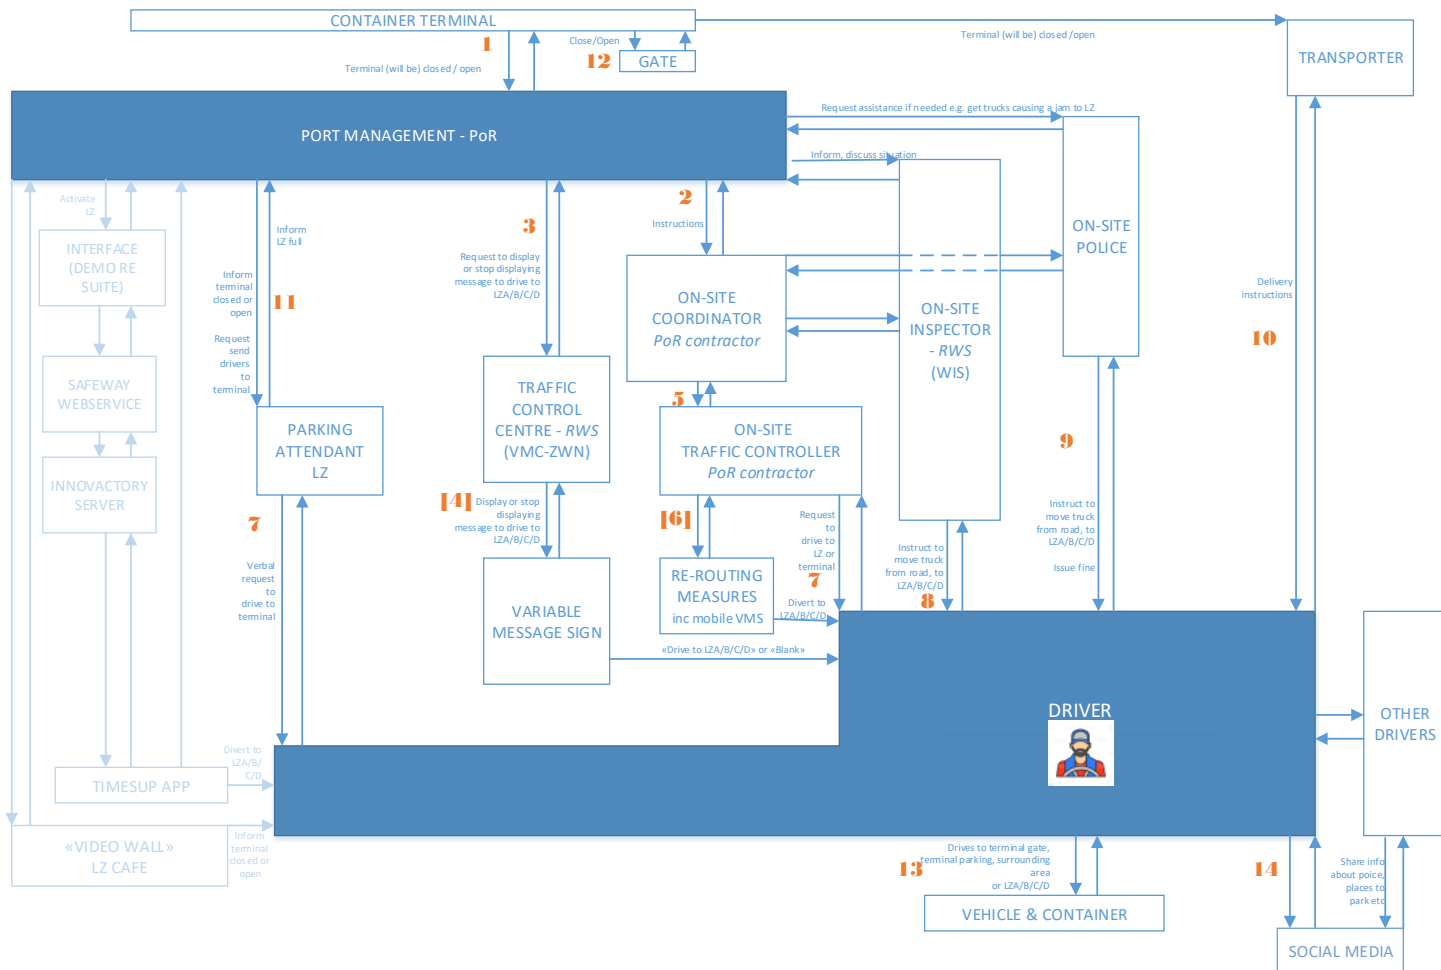 CONTAINER TERMINAL
1
Close/Open
12
GATE
Terminal (will be) closed / open
Terminal (will be) closed /open
TRANSPORTER
PORT MANAGEMENT - PoR
Request assistance if needed e.g. get trucks causing a jam to LZ
Inform, discuss situation
Activate
LZ
INTERFACE
(DEMO RE
SUITE)
SAFEWAY
WEBSERVICE
INNOVACTORY
SERVER
TIMESUP APP
«VIDEO WALL»
LZ CAFE
Divert to
LZA/B/
C/D
Inform
terminal
closed or
open
Inform
LZ full
Inform
terminal
closed or
open
11
Request
send
drivers
to
terminal
PARKING
ATTENDANT
LZ
7
Verbal
request
to
drive to
terminal
3
Request to display
or stop displaying
message to drive to
LZA/B/C/D
TRAFFIC
CONTROL
CENTRE - RWS
(VMC-ZWN)
[4]
Display or stop
displaying
message to drive to
LZA/B/C/D
VARIABLE
MESSAGE SIGN
«Drive to LZA/B/C/D» or «Blank»
2
Instructions
ON-SITE
COORDINATOR
PoR contractor
5
ON-SITE
TRAFFIC CONTROLLER
PoR contractor
[6]
RE-ROUTING
MEASURES
inc mobile VMS
Request
to
drive to
LZ or
terminal
7
Divert to
LZA/B/C/D
ON-SITE
INSPECTOR
- RWS
(WIS)
Instruct to
move truck
from road, to
LZA/B/C/D
8
ON-SITE
POLICE
9
Instruct to
move truck
from road, to
LZA/B/C/D
Issue fine
Delivery
instructions
10
DRIVER
OTHER
DRIVERS
Drives to terminal gate,
terminal parking, surrounding
area
or LZA/B/C/D
13
VEHICLE & CONTAINER
14
Share info
about poice,
places to
park etc
SOCIAL MEDIA